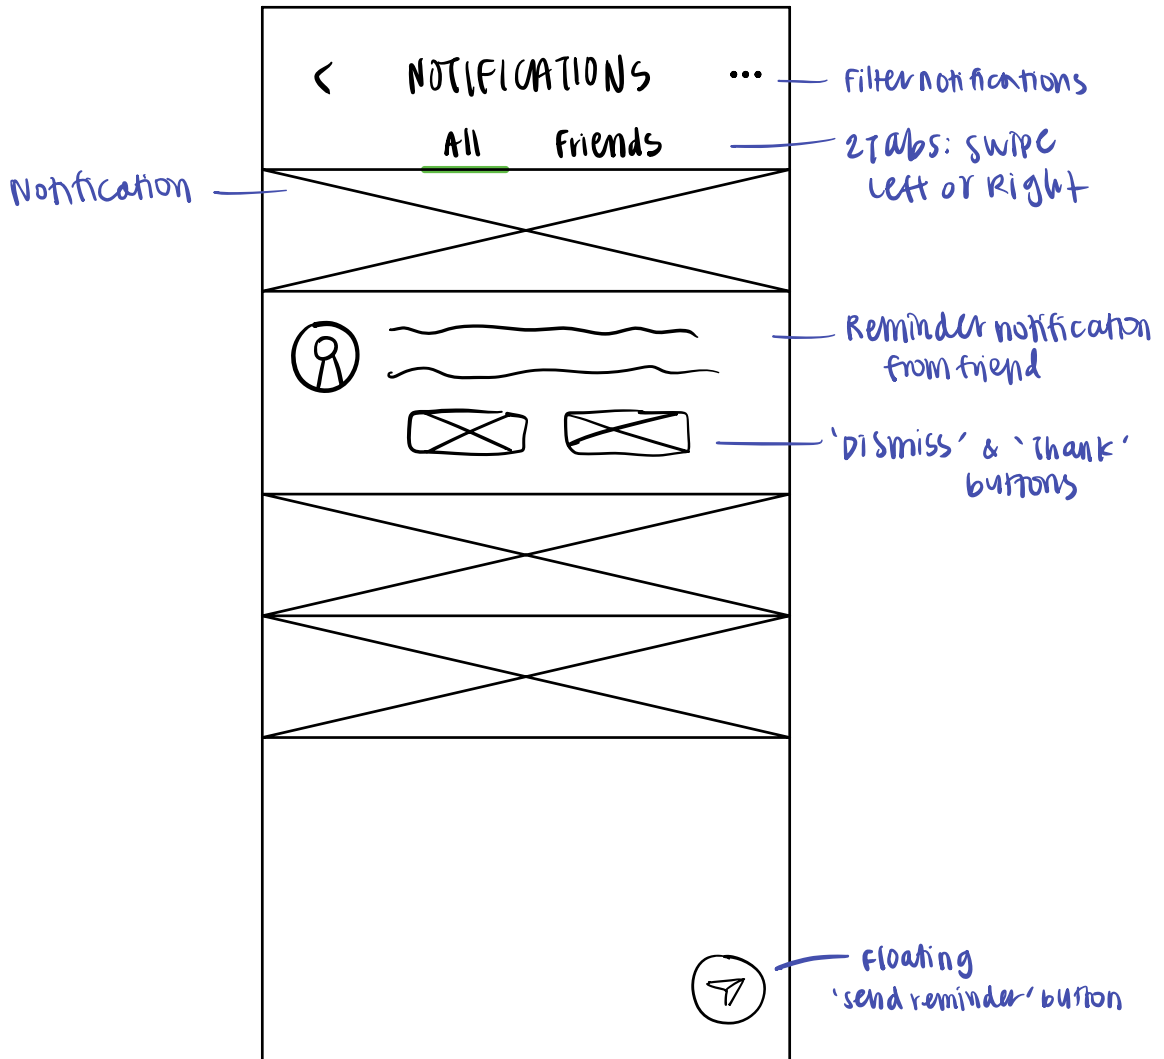 NOTIFICATIONS
Filter notifications
All Friends
2 Tabs: Swipe
Left or Right
Notification
Reminder notification
from friend
'Dismiss' & 'Thank'
buttons
Floating
'send reminder' button